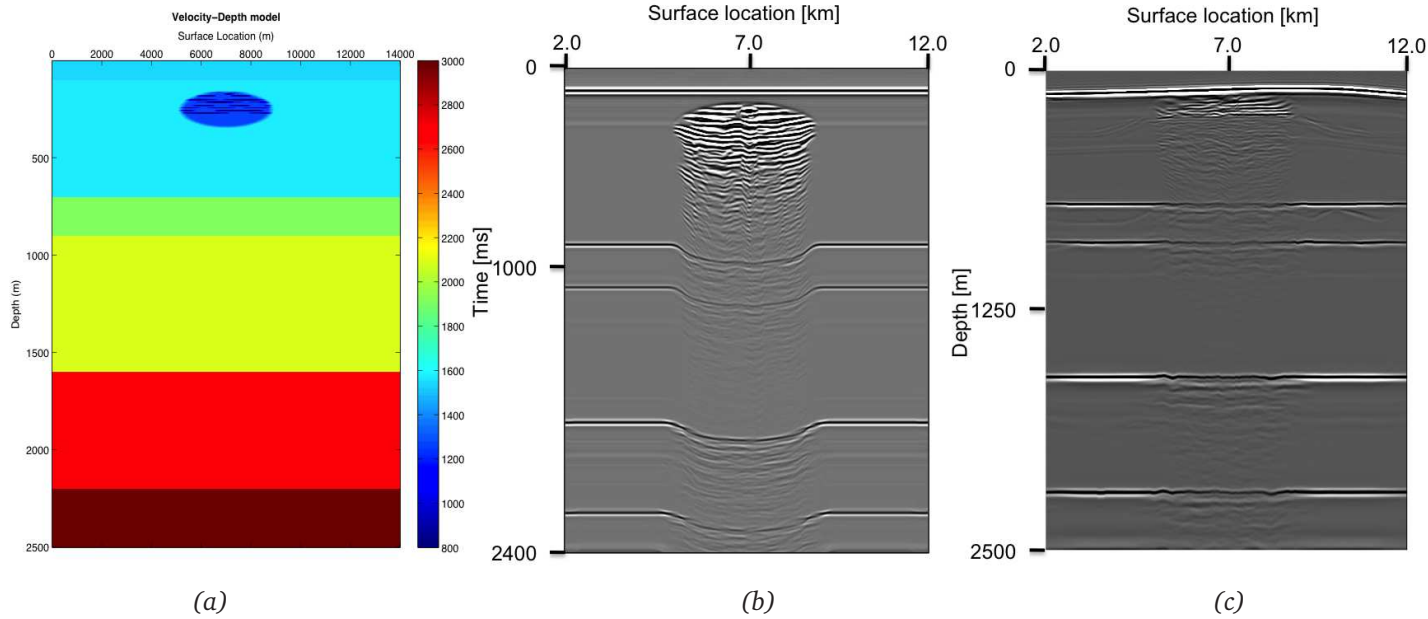 Velocity–Depth model
Surface Location (m)
0 2000 4000 6000 8000 10000 12000 14000
500
1000
1500
2000
2500
Depth (m)
3000
2800
2600
2400
2200
2000
1800
1600
1400
1200
1000
800
(a)
Surface location [km]
2.0 7.0 12.0
0
1000
2400
Time [ms]
(b)
Surface location [km]
2.0 7.0 12.0
0
1250
2500
Depth [m]
(c)